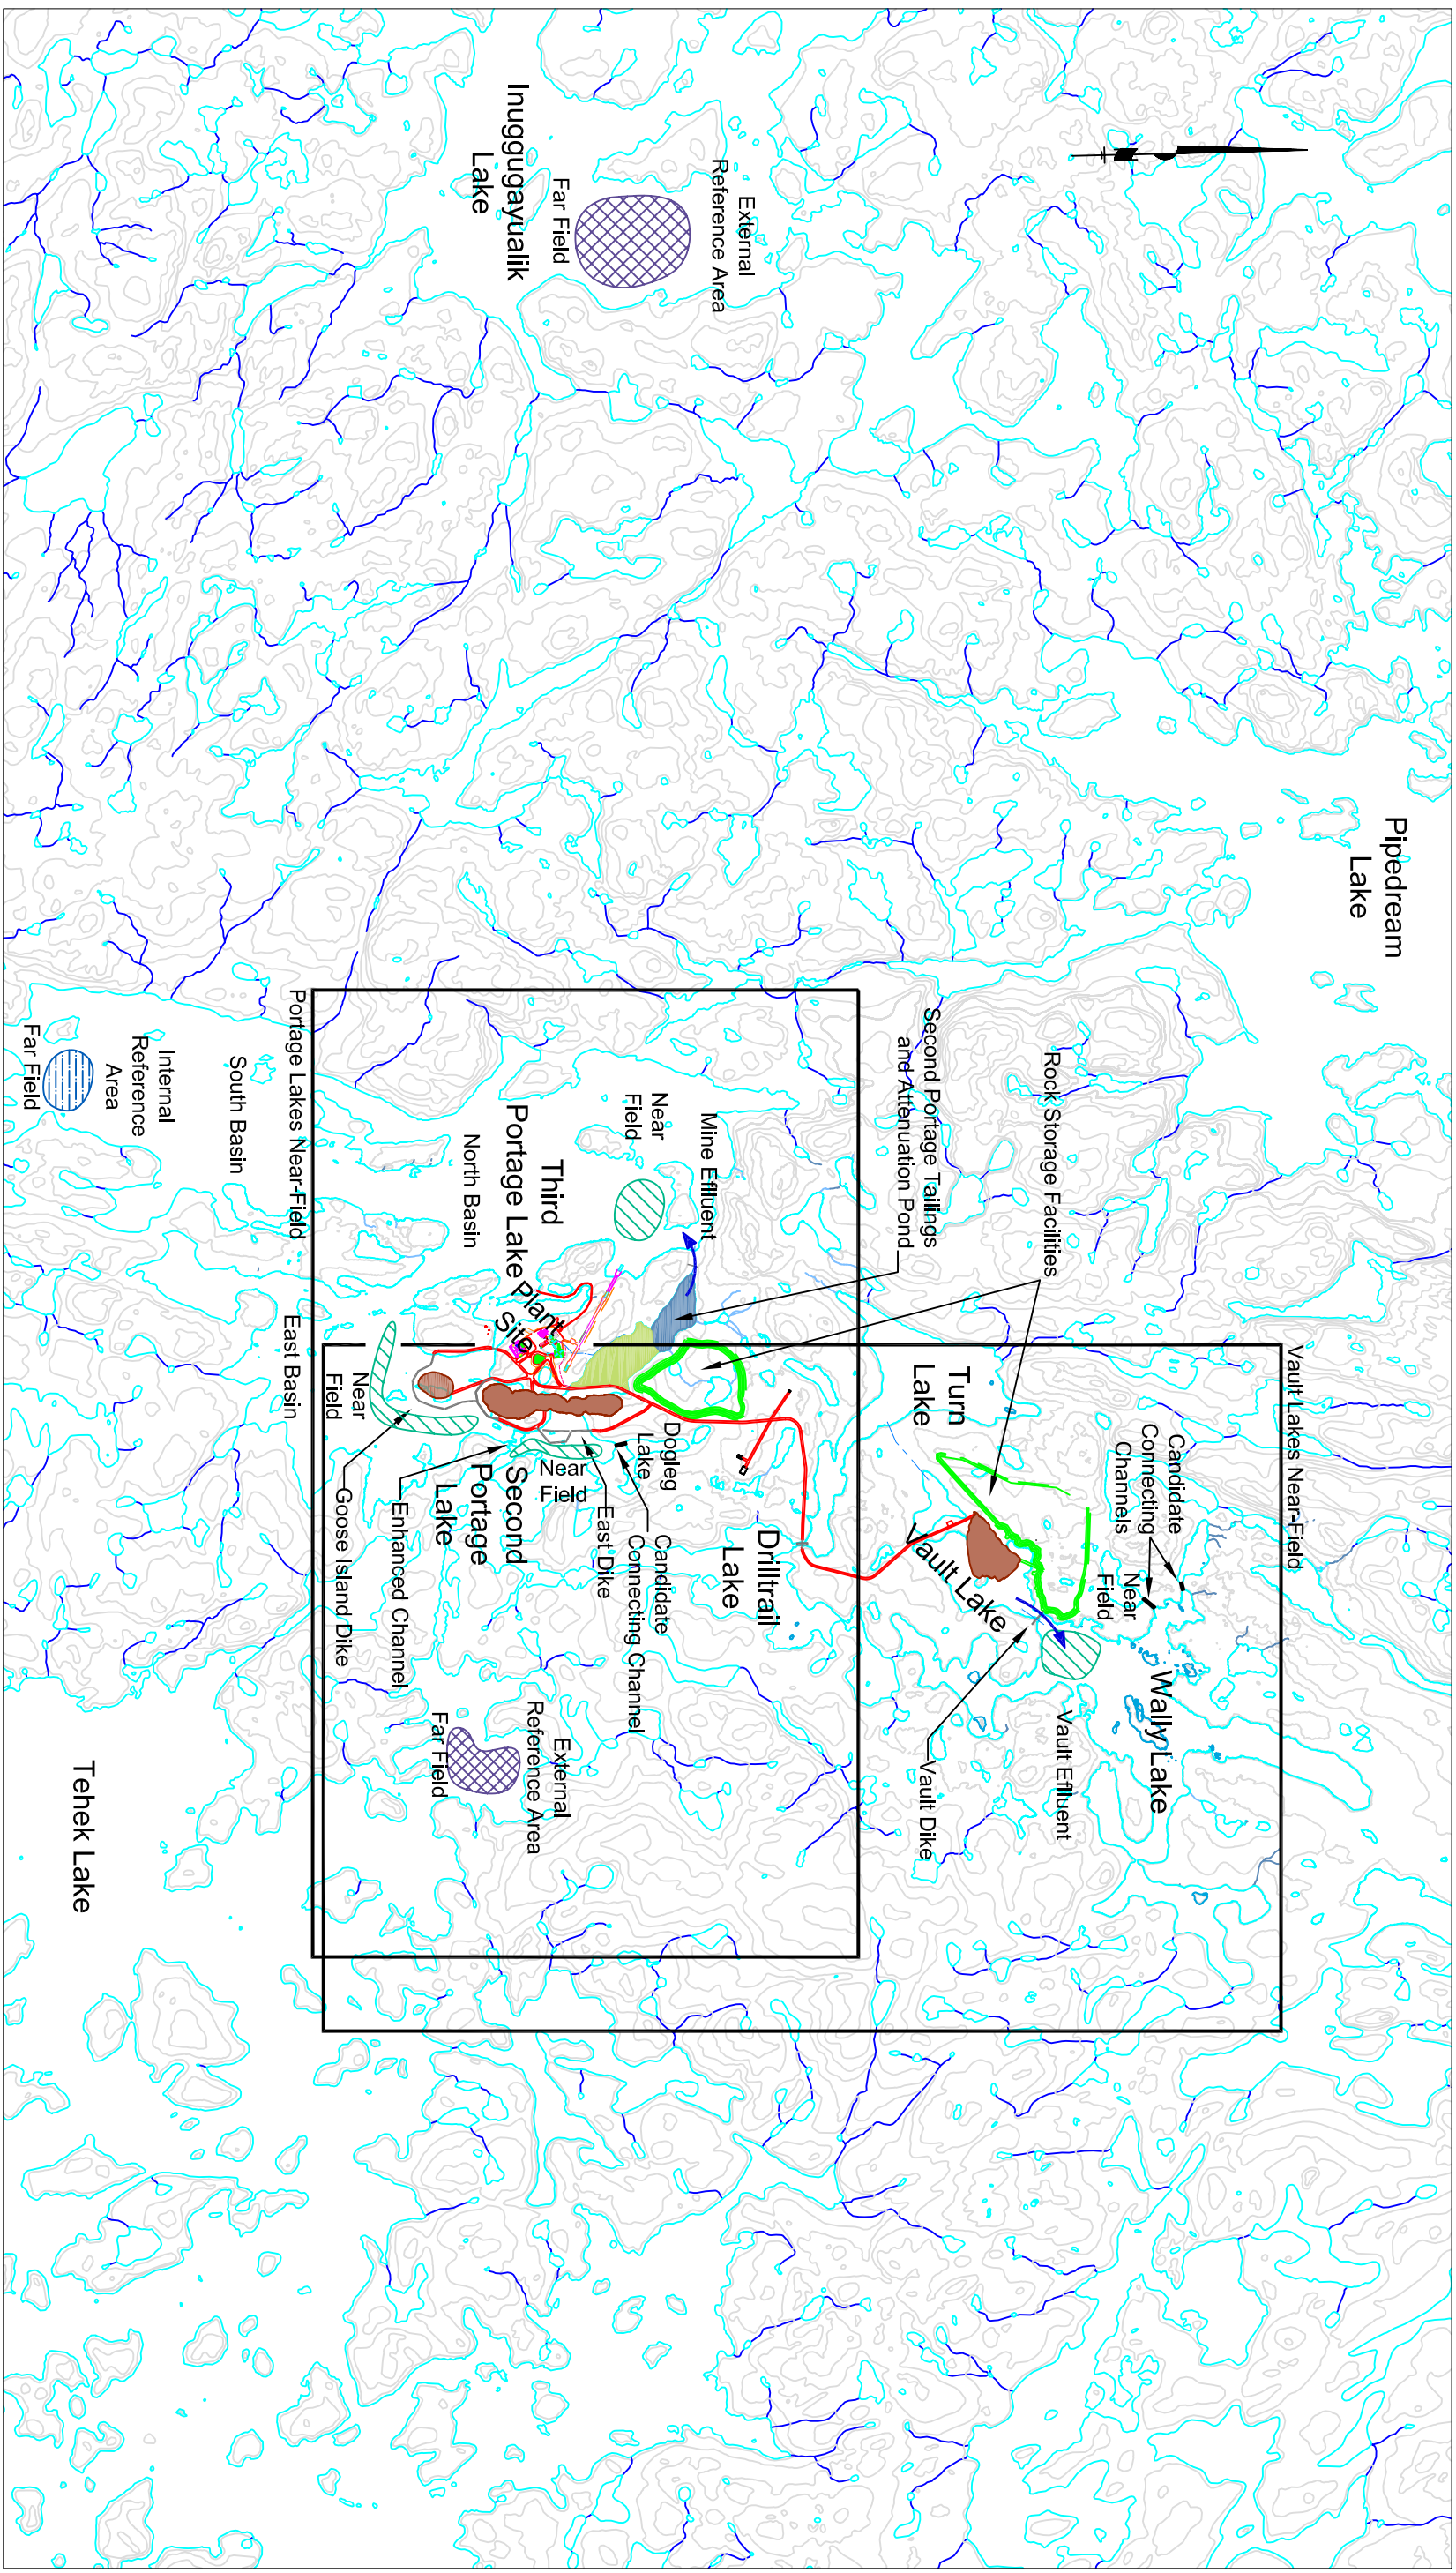 Pipedream
Lake
Inuggugayualik
Lake
Far Field
External
Reference Area
Vault Lakes Near-Field
Candidate
Connecting
Channels
Near
Field
Wally Lake
Vault Effluent
Vault Dike
Vault Lake
Turn
Lake
Rock Storage Facilities
Second Portage Tailings
and Attenuation Pond
Mine Effluent
Near
Field
Third
Portage Lake
North Basin
Plant
Site
Drilltrail
Lake
Dogleg
Lake
Candidate
Connecting Channel
East Dike
Near
Field
Second
Portage
Lake
Enhanced Channel
Goose Island Dike
Near
Field
External
Reference Area
Far Field
Portage Lakes Near-Field
East Basin
South Basin
Internal
Reference
Area
Far Field
Tehek Lake